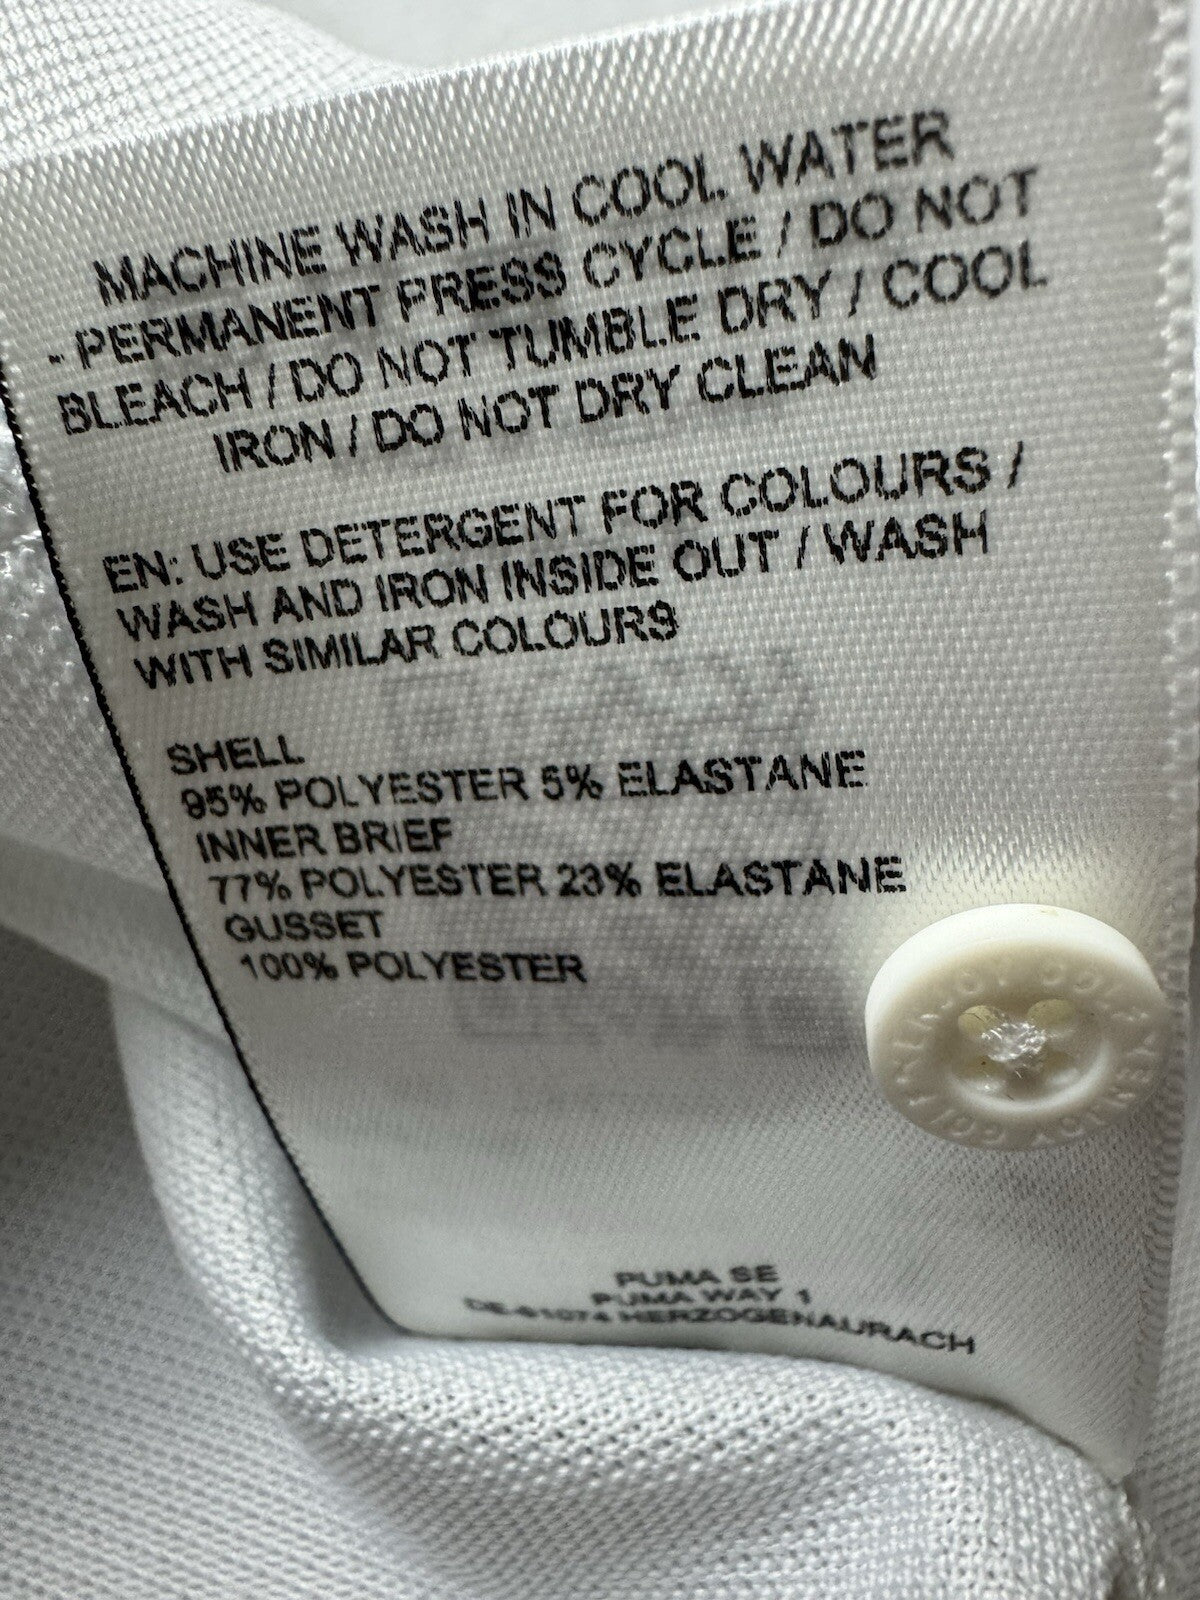 MACHINE WASH IN COOL WATER
- PERMANENT PRESS CYCLE / DO NOT
BLEACH / DO NOT TUMBLE DRY / COOL
IRON / DO NOT DRY CLEAN
EN: USE DETERGENT FOR COLOURS /
WASH AND IRON INSIDE OUT / WASH
WITH SIMILAR COLOURS
SHELL
95% POLYESTER 5% ELASTANE
INNER BRIEF
77% POLYESTER 23% ELASTANE
GUSSET
100% POLYESTER
PUMA SE
PUMA WAY 1
DE-91074 HERZOGENAURACH